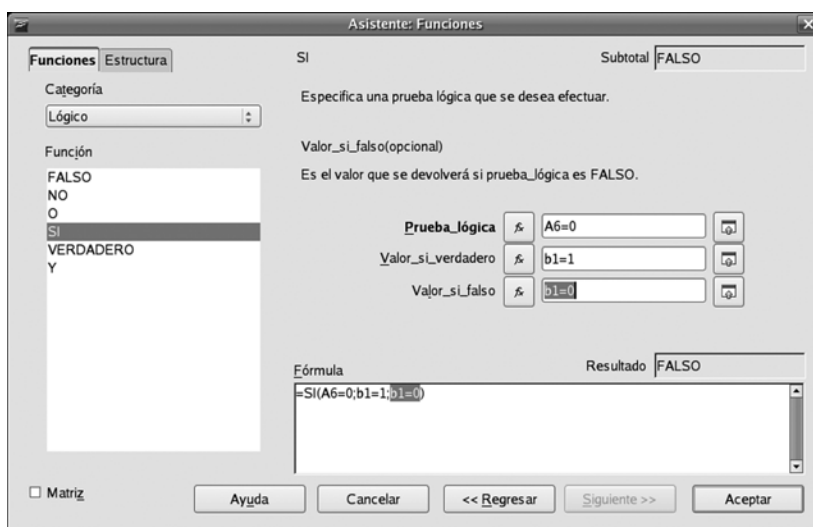 Asistente: Funciones
Funciones Estructura
Categoría
Lógico
Función
FALSO
NO
O
SI
VERDADERO
Y
Matriz
SI
Subtotal FALSO
Especifica una prueba lógica que se desea efectuar.
Valor_si_falso(opcional)
Es el valor que se devolverá si prueba_lógica es FALSO.
Prueba_lógica fx A6=0
Valor_si_verdadero fx b1=1
Valor_si_falso fx b1=0
Fórmula
Resultado FALSO
=SI(A6=0;b1=1;b1=0)
Ayuda
Cancelar
<< Regresar
Siguiente >>
Aceptar